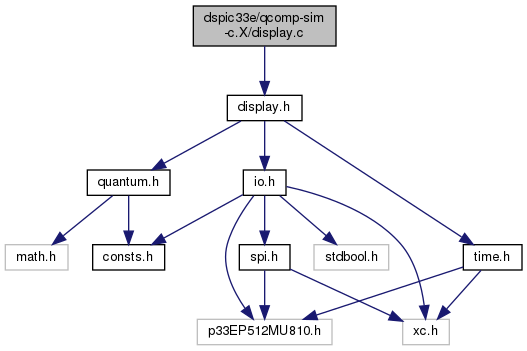 dspic33e/qcomp-sim
-c.X/display.c
display.h
quantum.h
io.h
math.h
consts.h
spi.h
stdbool.h
time.h
p33EP512MU810.h
xc.h